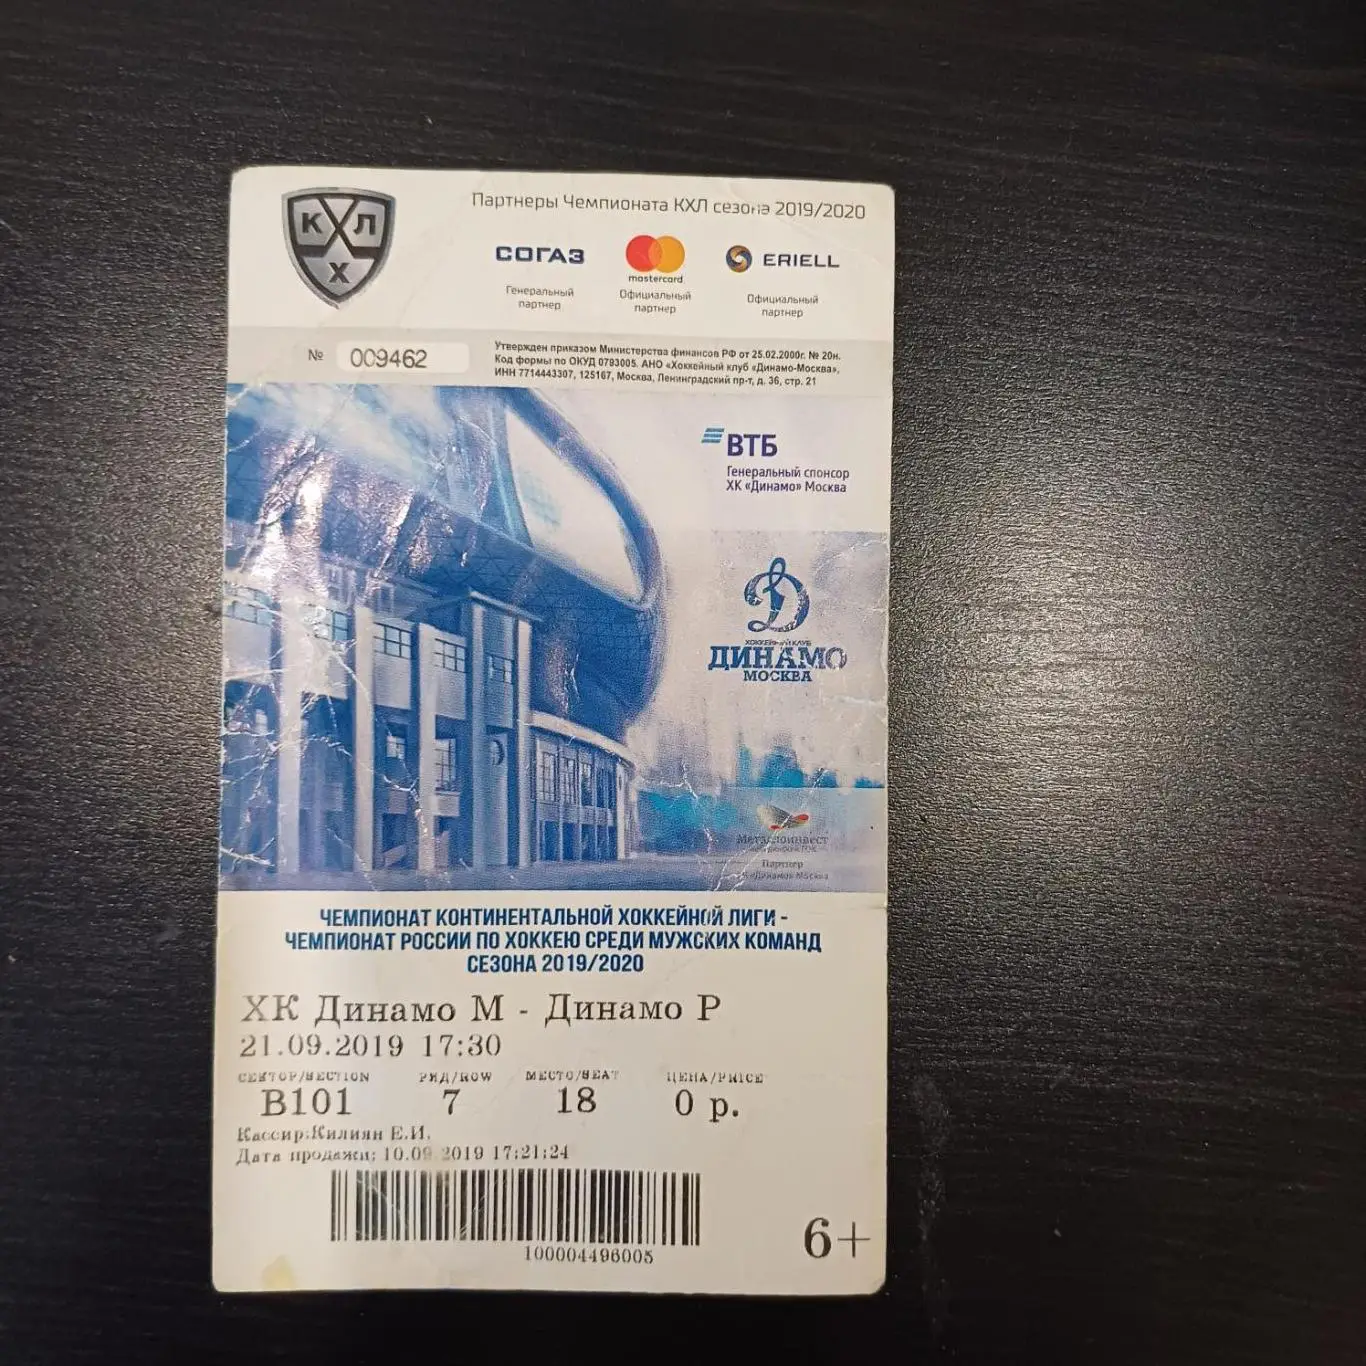 Партнеры Чемпионата КХЛ сезона 2019/2020
КХЛ
Х
СОГАЗ
Генеральный
партнер
mastercard
Официальный
партнер
ERIELL
Официальный
партнер
№ 009462
Утвержден приказом Министерства финансов РФ от 25.02.2000г. № 20н.
Код формы по ОКУД 0793005. АНО «Хоккейный клуб «Динамо-Москва»,
ИНН 7714443307, 125167, Москва, Ленинградский пр-т, д. 36, стр. 21
ВТБ
Генеральный спонсор
ХК «Динамо» Москва
Д
ХОККЕЙНЫЙ КЛУБ
ДИНАМО
МОСКВА
Металлоинвест
Партнер
«Динамо» Москва
ЧЕМПИОНАТ КОНТИНЕНТАЛЬНОЙ ХОККЕЙНОЙ ЛИГИ -
ЧЕМПИОНАТ РОССИИ ПО ХОККЕЮ СРЕДИ МУЖСКИХ КОМАНД
СЕЗОНА 2019/2020
ХК Динамо М - Динамо Р
21.09.2019 17:30
СЕКТОР/SECTION РЯД/ROW МЕСТО/SEAT ЦЕНА/PRICE
B101 7 18 0 р.
Кассир:Килиян Е.И.
Дата продажи: 10.09.2019 17:21:24
100004496005
6+